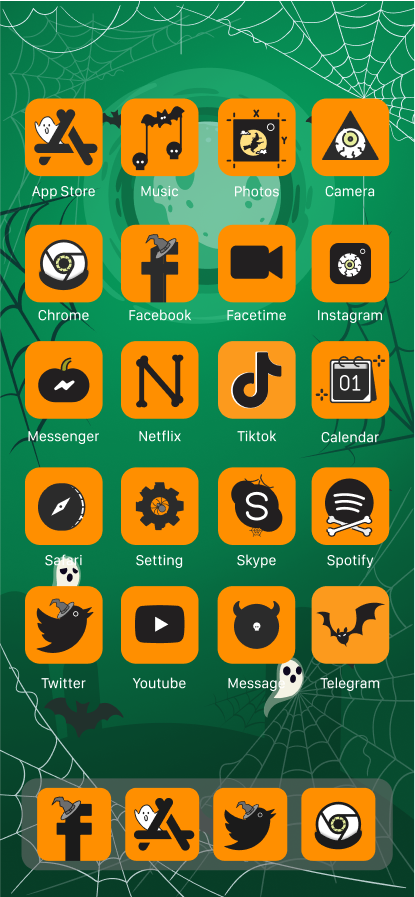 X
Y
App Store Music Photos Camera
Chrome Facebook Facetime Instagram
N
01
Messenger Netflix Tiktok Calendar
S
Safari Setting Skype Spotify
Twitter Youtube Messag Telegram